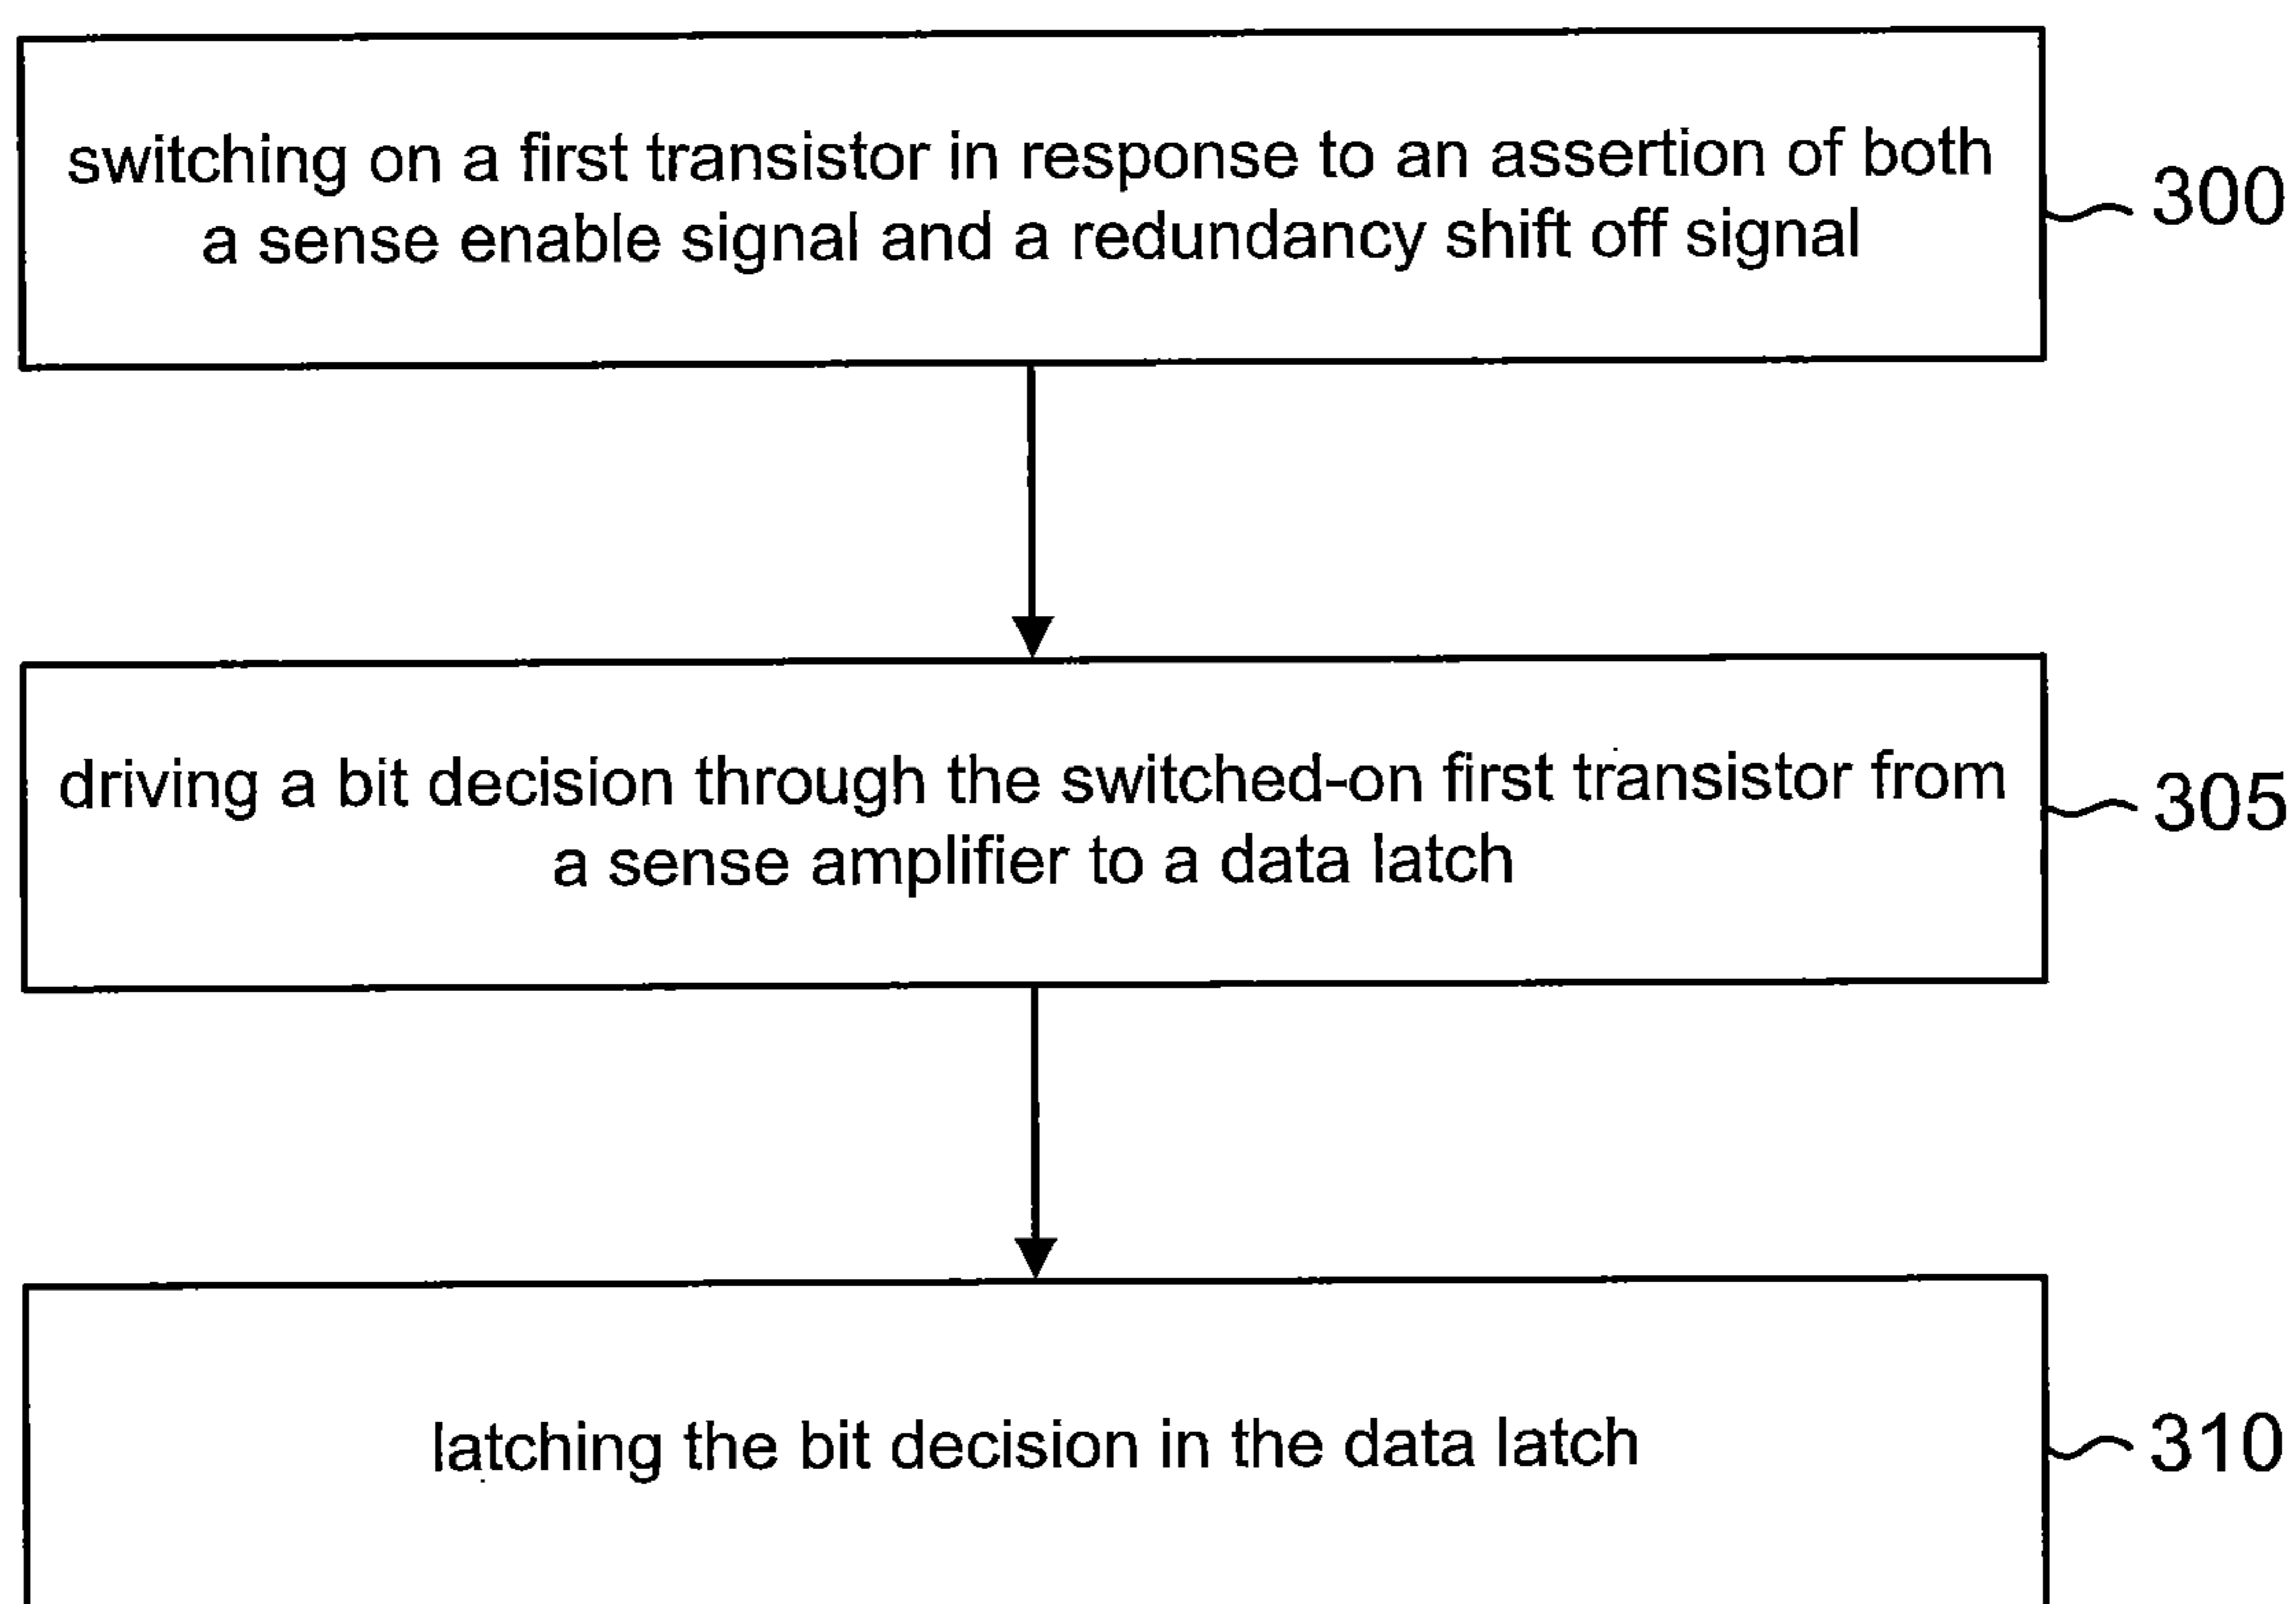 switching on a first transistor in response to an assertion of both
a sense enable signal and a redundancy shift off signal
300
driving a bit decision through the switched-on first transistor from
a sense amplifier to a data latch
305
latching the bit decision in the data latch
310